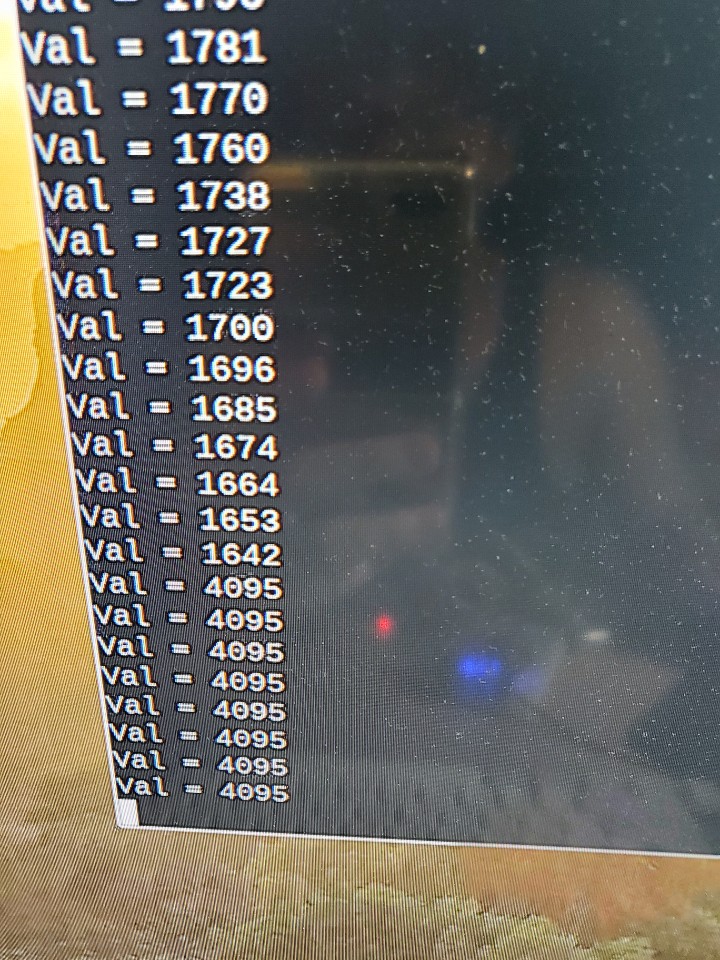 Val = 1781
Val = 1770
Val = 1760
Val = 1738
Val = 1727
Val = 1723
Val = 1700
Val = 1696
Val = 1685
Val = 1674
Val = 1664
Val = 1653
Val = 1642
Val = 4095
Val = 4095
Val = 4095
Val = 4095
Val = 4095
Val = 4095
Val = 4095
Val = 4095